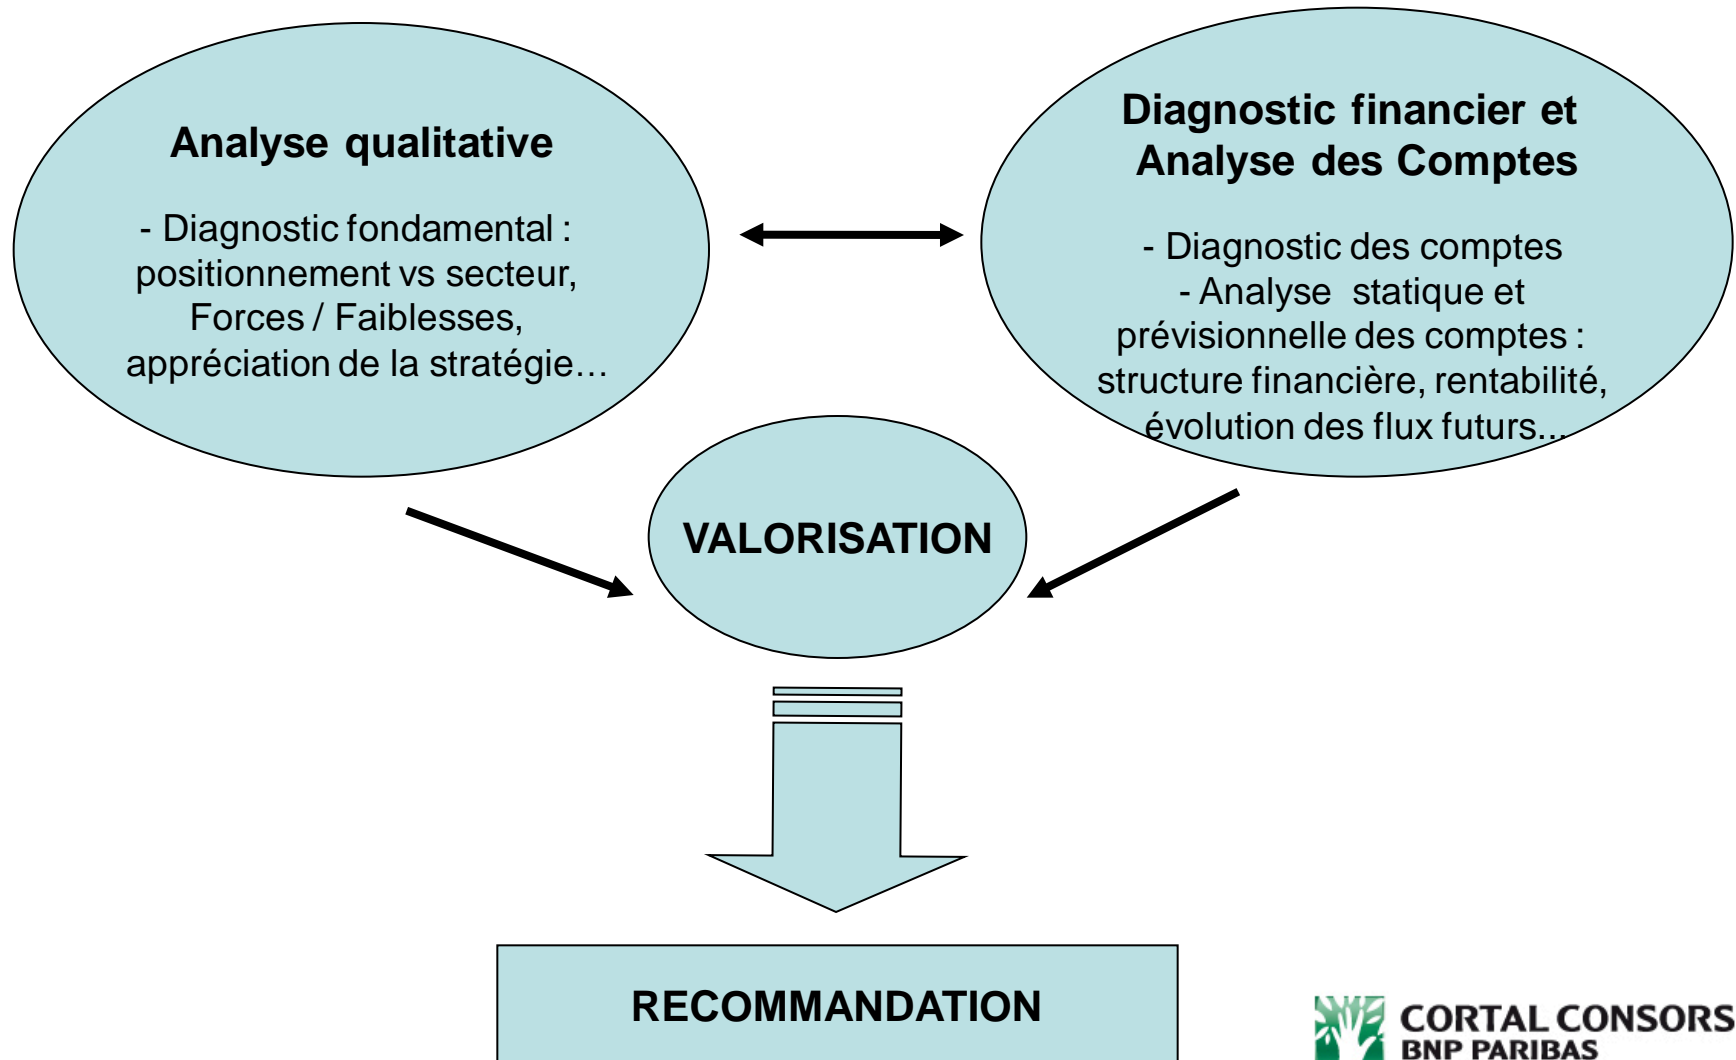 Analyse qualitative
- Diagnostic fondamental :
positionnement vs secteur,
Forces / Faiblesses,
appréciation de la stratégie…
Diagnostic financier et
Analyse des Comptes
- Diagnostic des comptes
- Analyse statique et
prévisionnelle des comptes :
structure financière, rentabilité,
évolution des flux futurs...
VALORISATION
RECOMMANDATION
CORTAL CONSORS
BNP PARIBAS